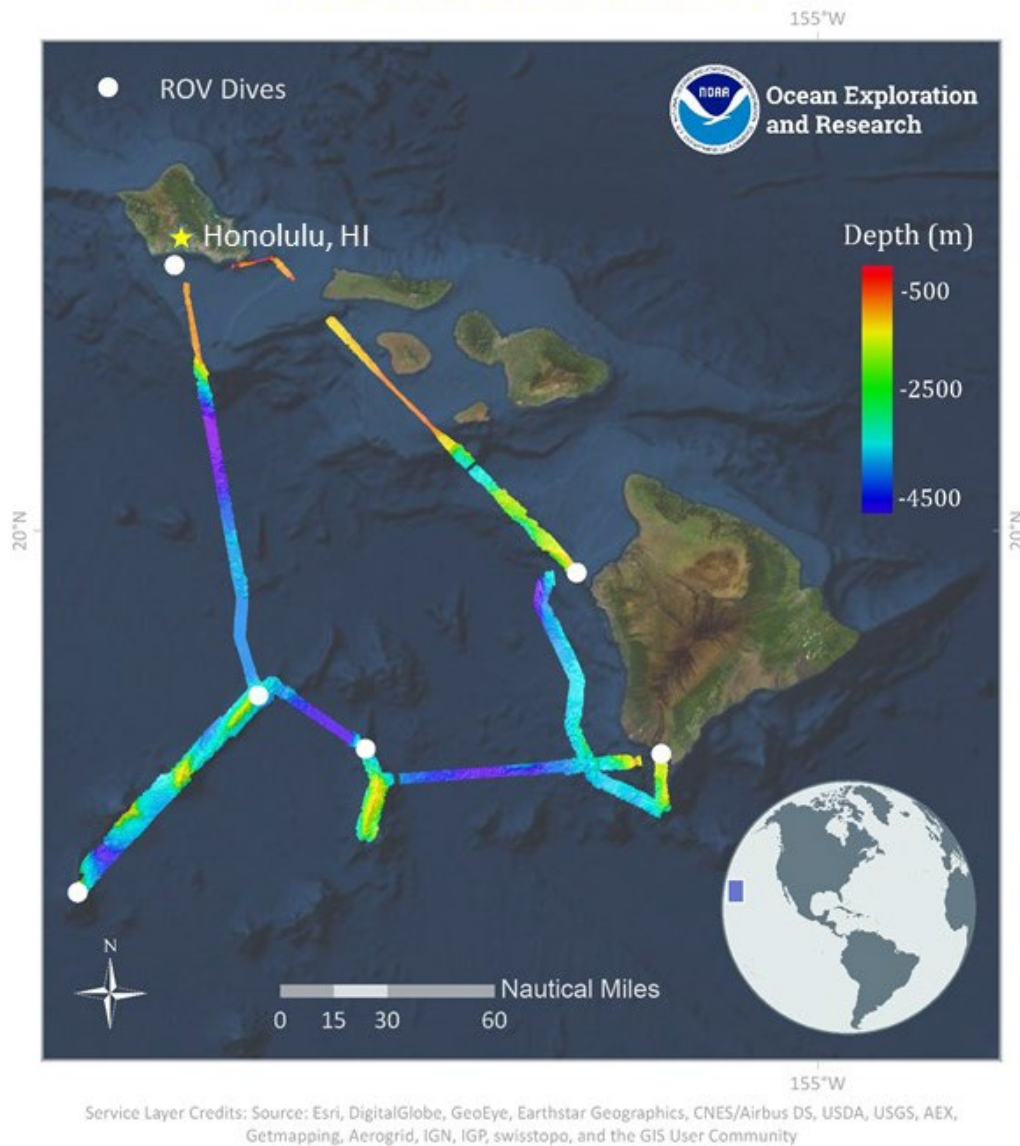 155°W
ROV Dives
NOAA
Ocean Exploration
and Research
Honolulu, HI
Depth (m)
-500
-2500
-4500
20°N
20°N
N
Nautical Miles
0 15 30 60
155°W
Service Layer Credits: Source: Esri, DigitalGlobe, GeoEye, Earthstar Geographics, CNES/Airbus DS, USDA, USGS, AEX,
Getmapping, Aerogrid, IGN, IGP, swisstopo, and the GIS User Community